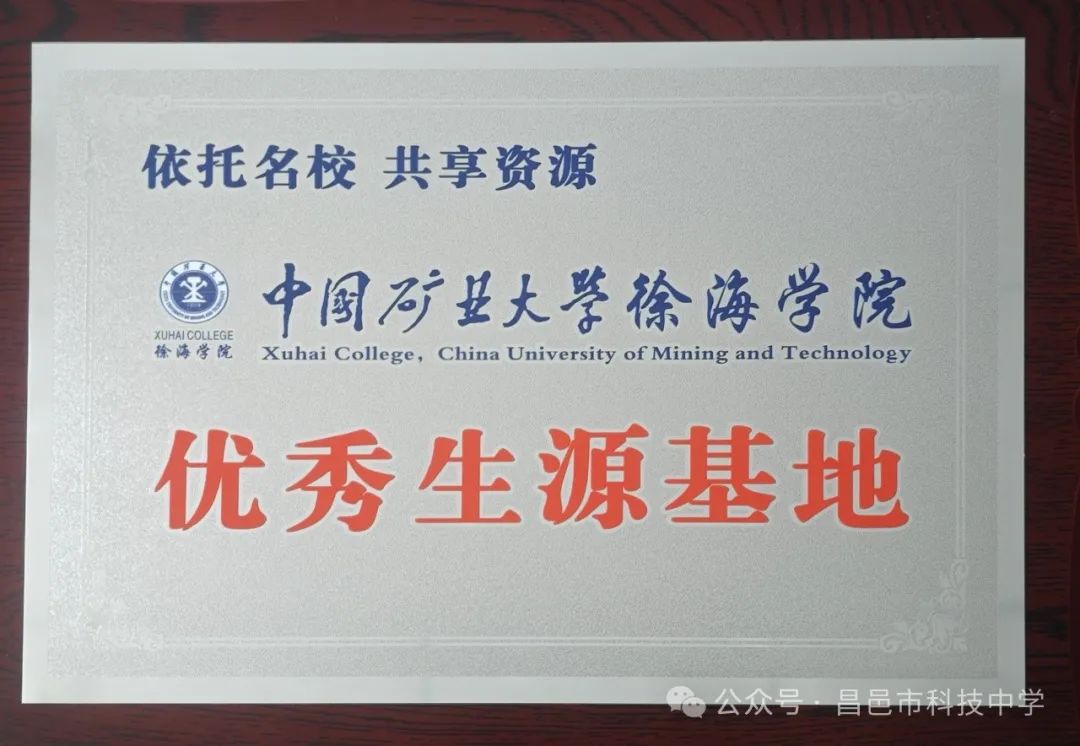 依托名校 共享资源
中国矿业大学徐海学院
XUHAI COLLEGE
徐海学院
Xuhai College, China University of Mining and Technology
优秀生源基地
公众号·昌邑市科技中学